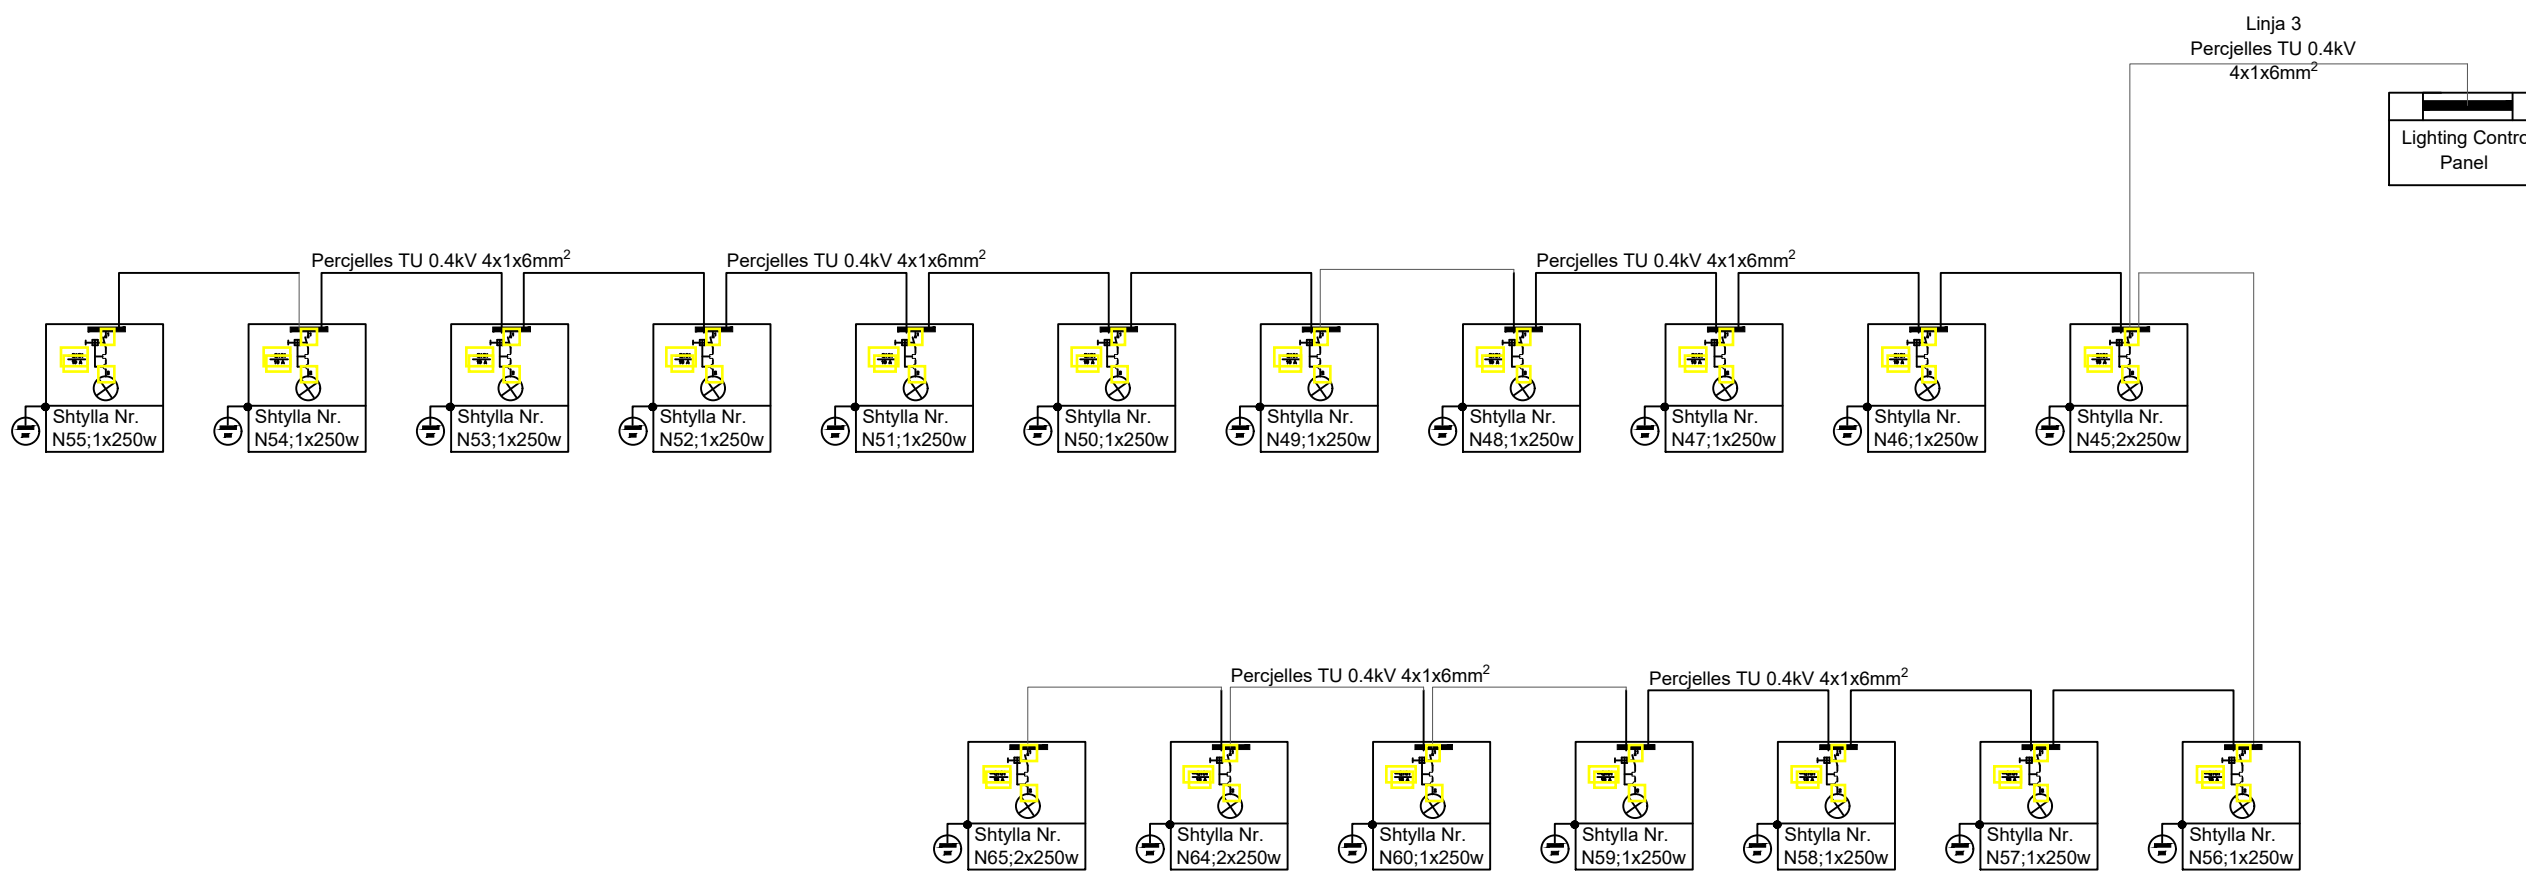 Linja 3
Percjelles TU 0.4kV
4x1x6mm²
Lighting Contro
Panel
Percjelles TU 0.4kV 4x1x6mm²
Percjelles TU 0.4kV 4x1x6mm²
Percjelles TU 0.4kV 4x1x6mm²
Shtylla Nr.
N55;1x250w
Shtylla Nr.
N54;1x250w
Shtylla Nr.
N53;1x250w
Shtylla Nr.
N52;1x250w
Shtylla Nr.
N51;1x250w
Shtylla Nr.
N50;1x250w
Shtylla Nr.
N49;1x250w
Shtylla Nr.
N48;1x250w
Shtylla Nr.
N47;1x250w
Shtylla Nr.
N46;1x250w
Shtylla Nr.
N45;2x250w
Percjelles TU 0.4kV 4x1x6mm²
Percjelles TU 0.4kV 4x1x6mm²
Shtylla Nr.
N65;2x250w
Shtylla Nr.
N64;2x250w
Shtylla Nr.
N60;1x250w
Shtylla Nr.
N59;1x250w
Shtylla Nr.
N58;1x250w
Shtylla Nr.
N57;1x250w
Shtylla Nr.
N56;1x250w